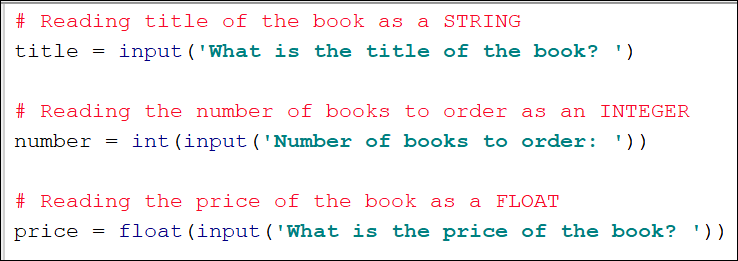 # Reading title of the book as a STRING
title = input('What is the title of the book? ')
# Reading the number of books to order as an INTEGER
number = int(input('Number of books to order: '))
# Reading the price of the book as a FLOAT
price = float(input('What is the price of the book? '))